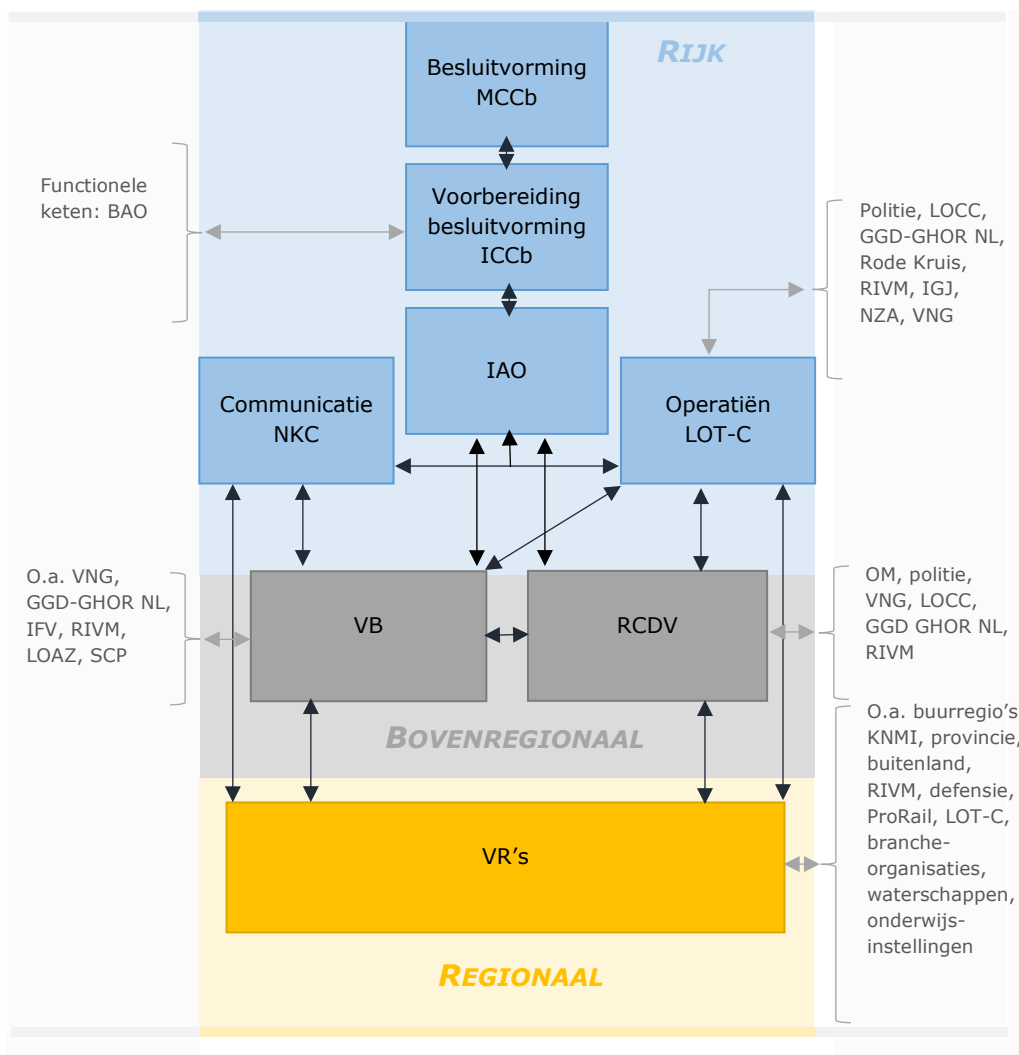 RIJK
Besluitvorming
MCCb
Functionele
keten: BAO
Voorbereiding
besluitvorming
ICCb
Politie, LOCC,
GGD-GHOR NL,
Rode Kruis,
RIVM, IGJ,
NZA, VNG
IAO
Communicatie
NKC
Operatiën
LOT-C
O.a. VNG,
GGD-GHOR NL,
IFV, RIVM,
LOAZ, SCP
VB
RCDV
OM, politie,
VNG, LOCC,
GGD GHOR NL,
RIVM
BOVENREGIONAAL
O.a. buurregio's
KNMI, provincie,
buitenland,
RIVM, defensie,
ProRail, LOT-C,
branche-
organisaties,
waterschappen,
onderwijs-
instellingen
VR's
REGIONAAL